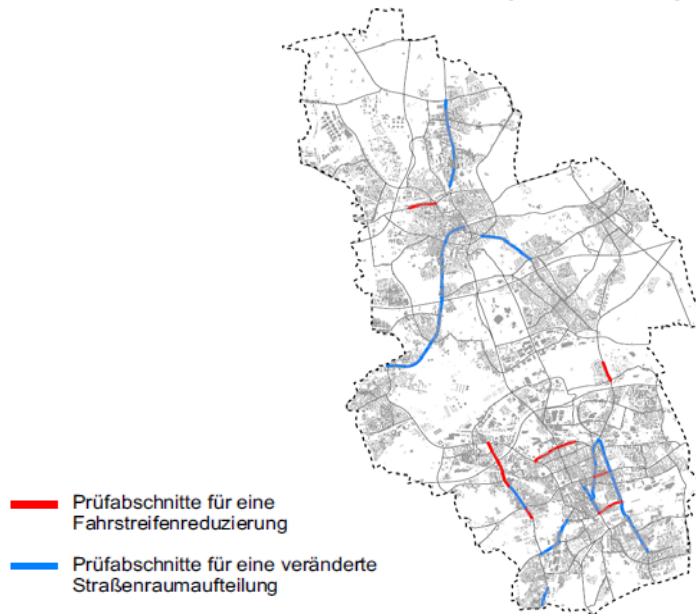 Prüfabschnitte für eine
Fahrstreifenreduzierung
Prüfabschnitte für eine veränderte
Straßenraumaufteilung